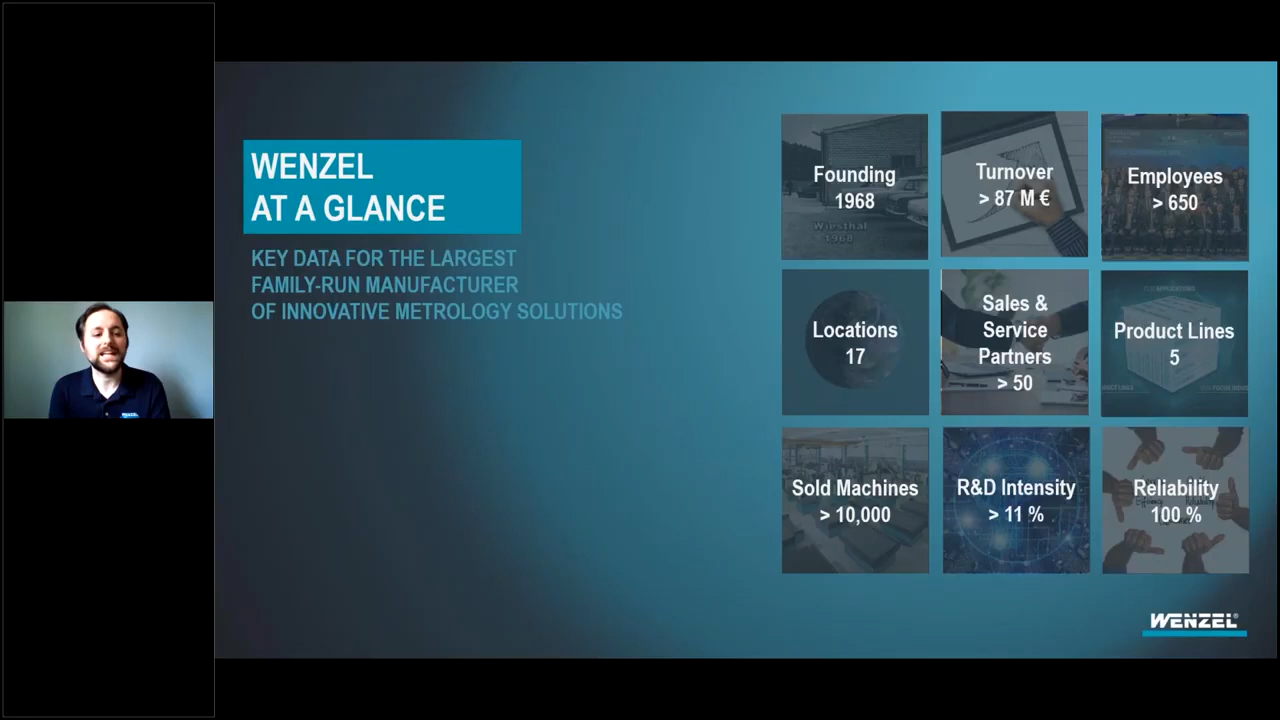 WENZEL
AT A GLANCE
KEY DATA FOR THE LARGEST
FAMILY-RUN MANUFACTURER
OF INNOVATIVE METROLOGY SOLUTIONS
Founding
1968
Wiesthal
1968
Turnover
> 87 M €
Employees
> 650
Locations
17
Sales &
Service
Partners
> 50
Product Lines
5
Sold Machines
> 10,000
R&D Intensity
> 11 %
Reliability
100 %
WENZEL